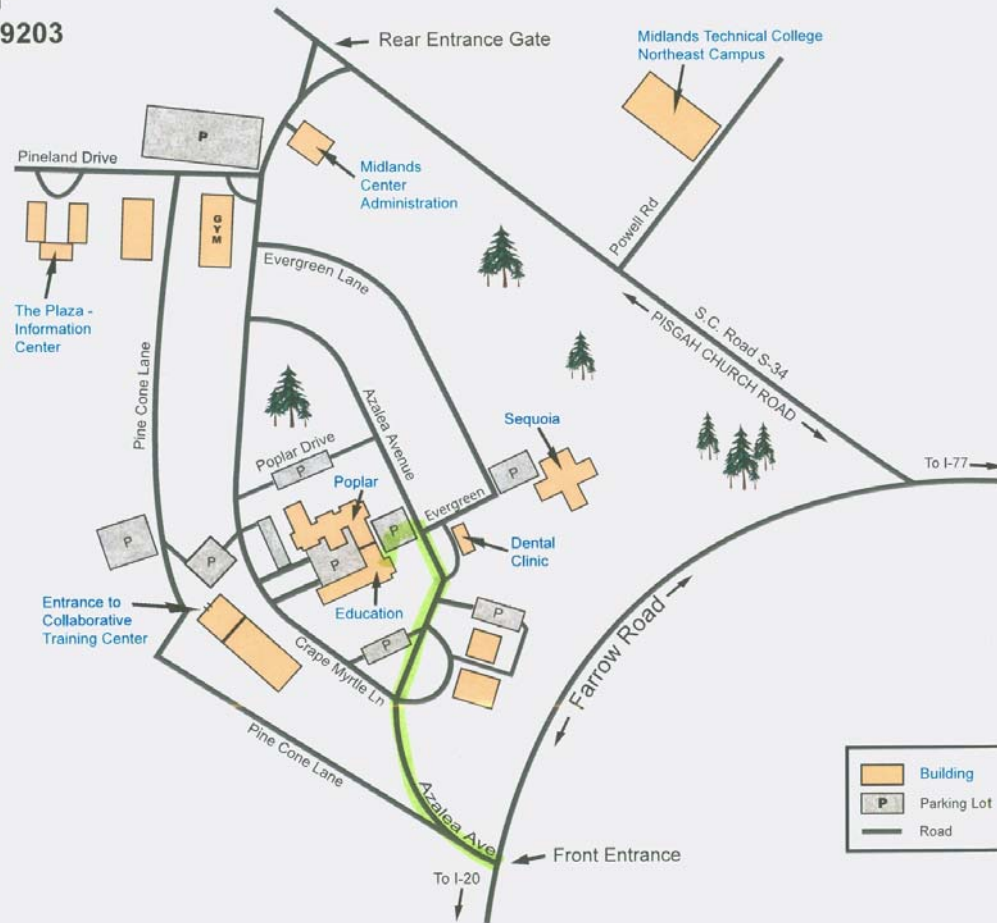 9203
Rear Entrance Gate
Midlands Technical College
Northeast Campus
P
Pineland Drive
Midlands
Center
Administration
GYM
Powell Rd
Evergreen Lane
The Plaza -
Information
Center
S.C. Road S-34
PISGAH CHURCH ROAD
Pine Cone Lane
Azalea Avenue
Sequoia
Poplar Drive
P
Poplar
P
To I-77
Evergreen
P
P
P
P
P
Dental
Clinic
Education
Entrance to
Collaborative
Training Center
P
P
Crape Myrtle Ln
Farrow Road
Pine Cone Lane
Azalea Ave
Front Entrance
To I-20
Building
P
Parking Lot
Road